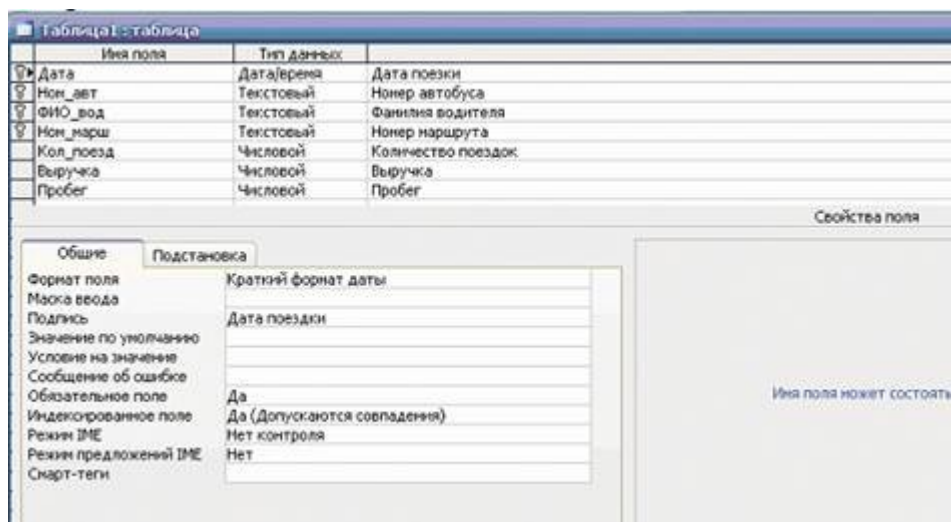 Таблица1 : таблица
Имя поля Тип данных
Дата Дата/время Дата поезки
Ном_авт Текстовый Номер автобуса
ФИО_вод Текстовый Фамилия водителя
Ном_марш Текстовый Номер маршрута
Кол_поезд Числовой Количество поездок
Выручка Числовой Выручка
Пробег Числовой Пробег
Свойства поля
Общие Подстановка
Формат поля Краткий формат даты
Маска ввода
Подпись Дата поездки
Значение по умолчанию
Условие на значение
Сообщение об ошибке
Обязательное поле Да
Индексированное поле Да (Допускаются совпадения)
Режим IME Нет контроля
Режим предложений IME Нет
Смарт-теги
Имя поля может состоять